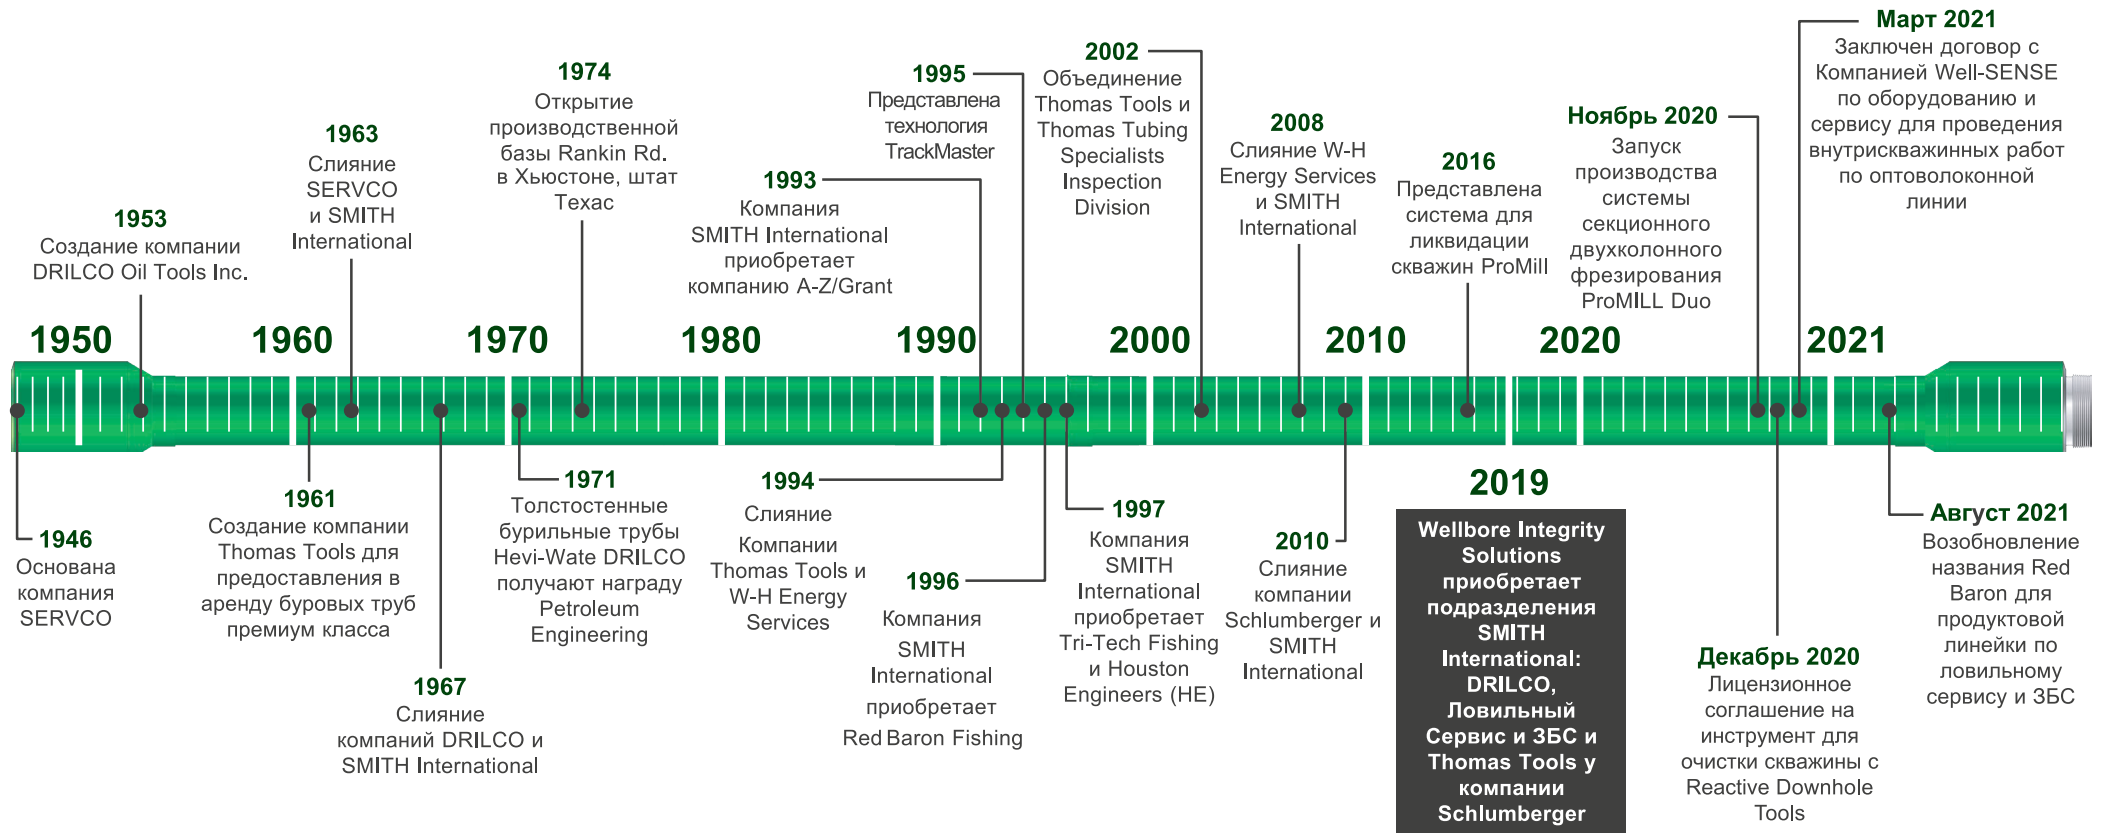 1946
Основана
компания
SERVCO
1953
Создание компании
DRILCO Oil Tools Inc.
1961
Создание компании
Thomas Tools для
предоставления в
аренду буровых труб
премиум класса
1963
Слияние
SERVCO
и SMITH
International
1967
Слияние
компаний DRILCO и
SMITH International
1971
Толстостенные
бурильные трубы
Hevi-Wate DRILCO
получают награду
Petroleum
Engineering
1974
Открытие
производственной
базы Rankin Rd.
в Хьюстоне, штат
Техас
1993
Компания
SMITH International
приобретает
компанию A-Z/Grant
1994
Слияние
Компании
Thomas Tools и
W-H Energy
Services
1995
Представлена
технология
TrackMaster
1996
Компания
SMITH
International
приобретает
Red Baron Fishing
1997
Компания
SMITH
International
приобретает
Tri-Tech Fishing
и Houston
Engineers (HE)
2002
Объединение
Thomas Tools и
Thomas Tubing
Specialists
Inspection
Division
2008
Слияние W-H
Energy Services
и SMITH
International
2010
Слияние
компании
Schlumberger и
SMITH
International
2016
Представлена
система для
ликвидации
скважин ProMill
2019
Wellbore Integrity
Solutions
приобретает
подразделения
SMITH
International:
DRILCO,
Ловильный
Сервис и ЗБС и
Thomas Tools у
компании
Schlumberger
Ноябрь 2020
Запуск
производства
системы
секционного
двухколонного
фрезирования
ProMILL Duo
Декабрь 2020
Лицензионное
соглашение на
инструмент для
очистки скважины с
Reactive Downhole
Tools
Март 2021
Заключен договор с
Компанией Well-SENSE
по оборудованию и
сервису для проведения
внутрискважинных работ
по оптоволоконной
линии
Август 2021
Возобновление
названия Red
Baron для
продуктовой
линейки по
ловильному
сервису и ЗБС
1950
1960
1970
1980
1990
2000
2010
2020
2021